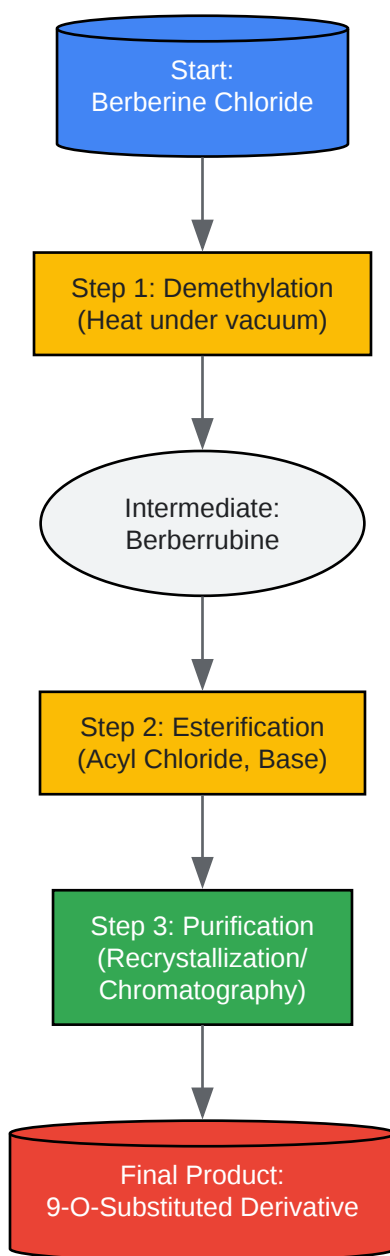 Start:
Berberine Chloride
Step 1: Demethylation
(Heat under vacuum)
Intermediate:
Berberrubine
Step 2: Esterification
(Acyl Chloride, Base)
Step 3: Purification
(Recrystallization/
Chromatography)
Final Product:
9-O-Substituted Derivative